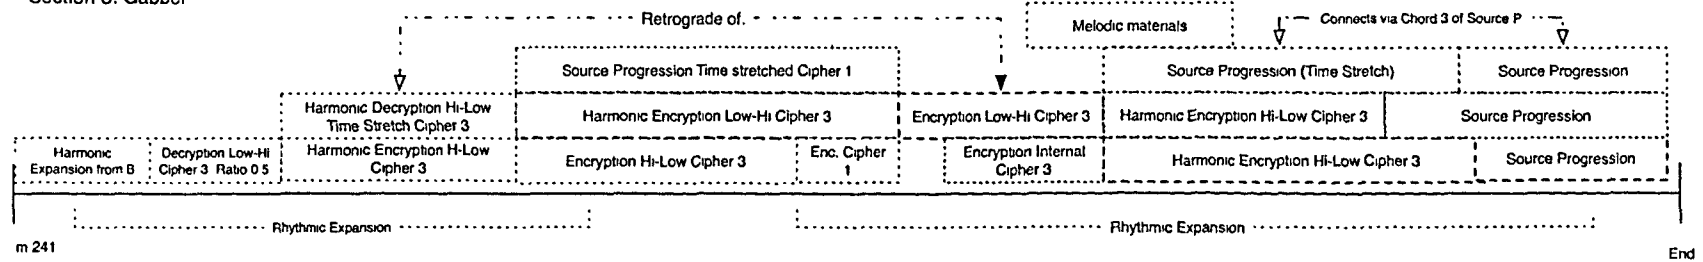 Retrograde of.
Melodic materials
Connects via Chord 3 of Source P
Source Progression Time stretched Cipher 1
Source Progression (Time Stretch)
Source Progression
Harmonic Decryption Hi-Low
Time Stretch Cipher 3
Harmonic Encryption Low-Hi Cipher 3
Encryption Low-Hi Cipher 3
Harmonic Encryption Hi-Low Cipher 3
Source Progression
Harmonic
Expansion from B
Decryption Low-Hi
Cipher 3 Ratio 0 5
Harmonic Encryption H-Low
Cipher 3
Encryption Hi-Low Cipher 3
Enc. Cipher
1
Encryption Internal
Cipher 3
Harmonic Encryption Hi-Low Cipher 3
Source Progression
Rhythmic Expansion
Rhythmic Expansion
m 241
End